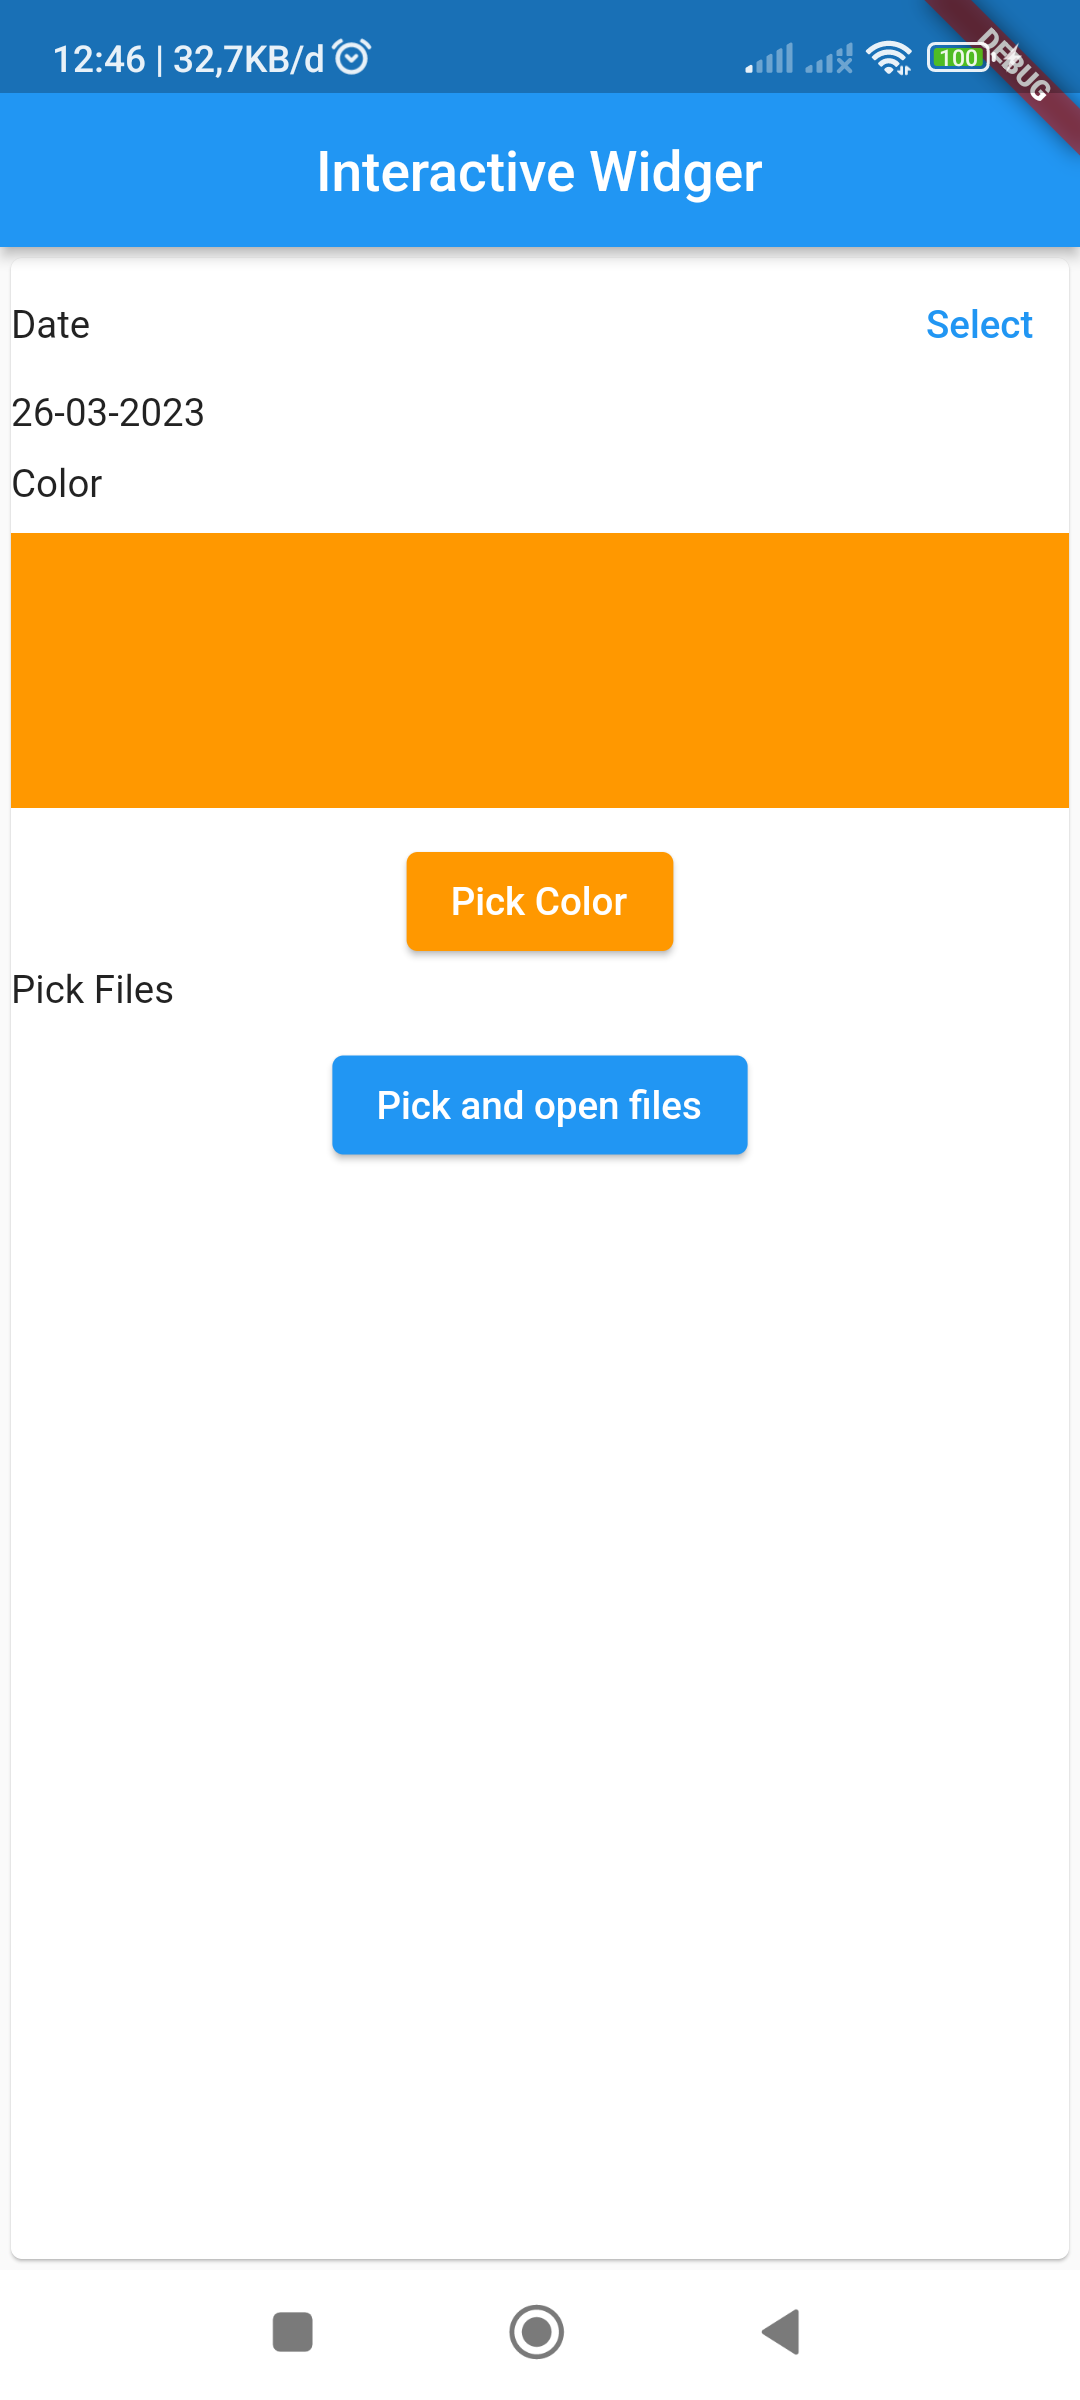 12:46 | 32,7KB/d
100
DEBUG
Interactive Widger
Date
Select
26-03-2023
Color
Pick Color
Pick Files
Pick and open files